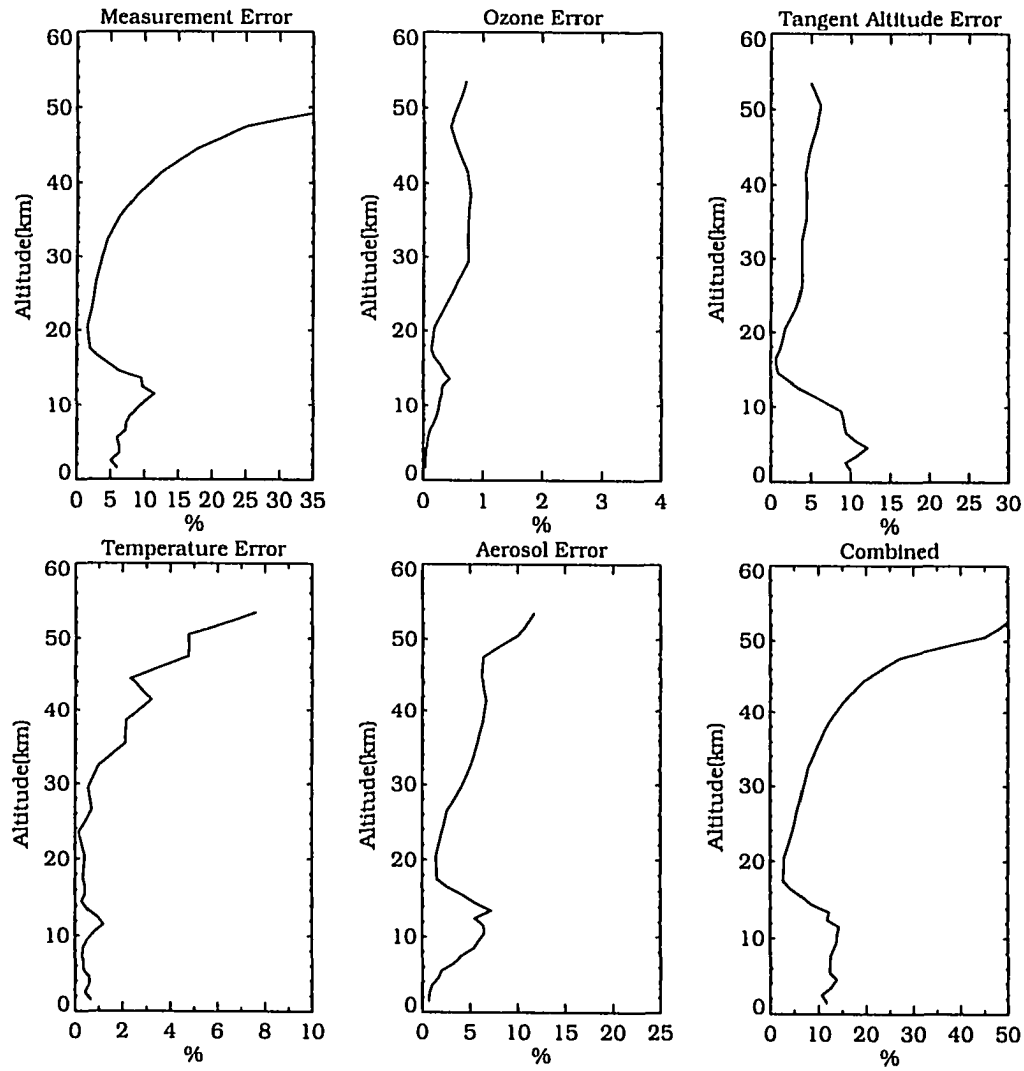 Measurement Error
60
50
40
30
20
10
0
Altitude(km)
0 5 10 15 20 25 30 35
%
Ozone Error
60
50
40
30
20
10
0
Altitude(km)
0 1 2 3 4
%
Tangent Altitude Error
60
50
40
30
20
10
0
Altitude(km)
0 5 10 15 20 25 30
%
Temperature Error
60
50
40
30
20
10
0
Altitude(km)
0 2 4 6 8 10
%
Aerosol Error
60
50
40
30
20
10
0
Altitude(km)
0 5 10 15 20 25
%
Combined
60
50
40
30
20
10
0
Altitude(km)
0 10 20 30 40 50
%